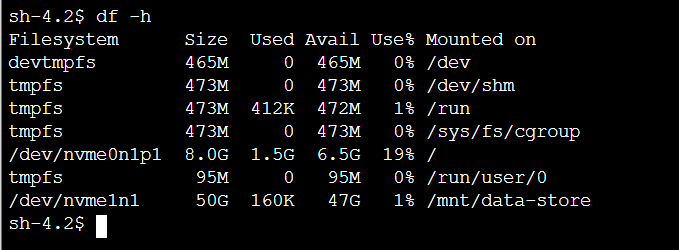 sh-4.2$ df -h
Filesystem      Size  Used Avail Use% Mounted on
devtmpfs        465M     0  465M   0% /dev
tmpfs           473M     0  473M   0% /dev/shm
tmpfs           473M  412K  472M   1% /run
tmpfs           473M     0  473M   0% /sys/fs/cgroup
/dev/nvme0n1p1  8.0G  1.5G  6.5G  19% /
tmpfs            95M     0   95M   0% /run/user/0
/dev/nvme1n1     50G  160K   47G   1% /mnt/data-store
sh-4.2$